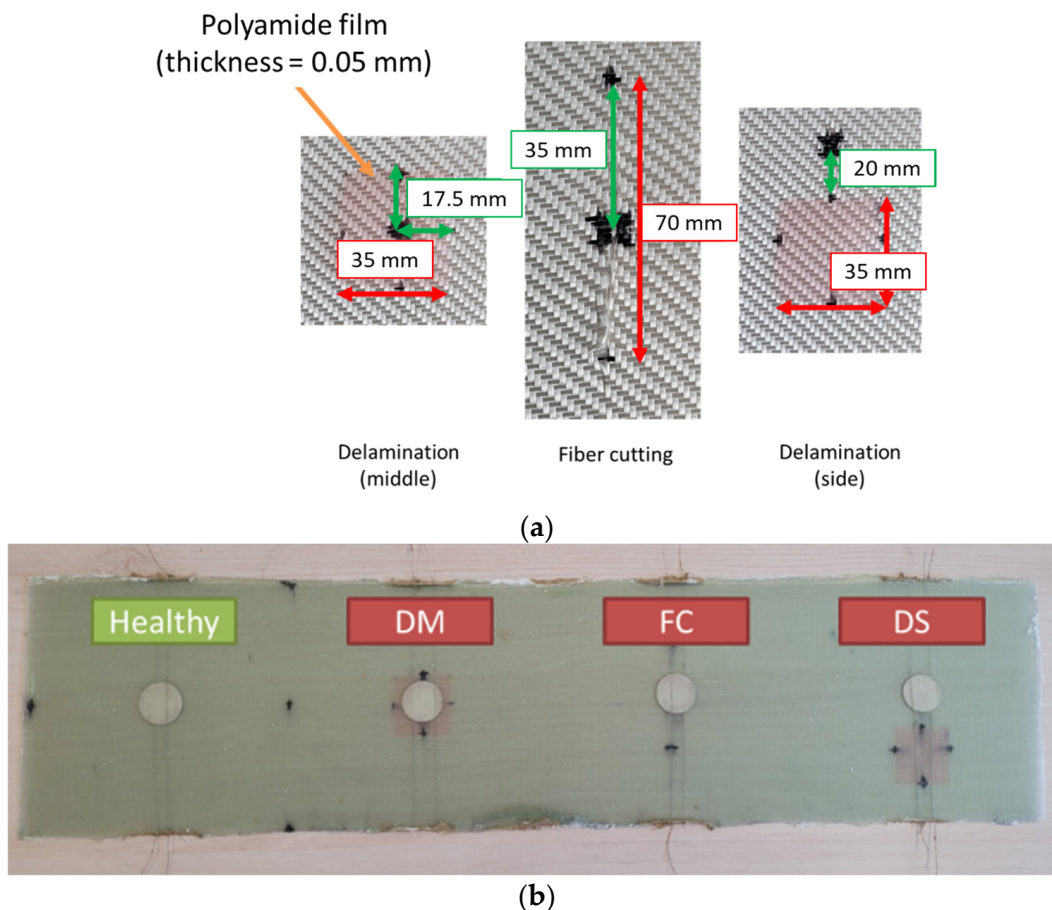 Polyamide film
(thickness = 0.05 mm)
35 mm
20 mm
17.5 mm
70 mm
35 mm
35 mm
Delamination
(middle)
Fiber cutting
Delamination
(side)
(a)
Healthy
DM
FC
DS
(b)